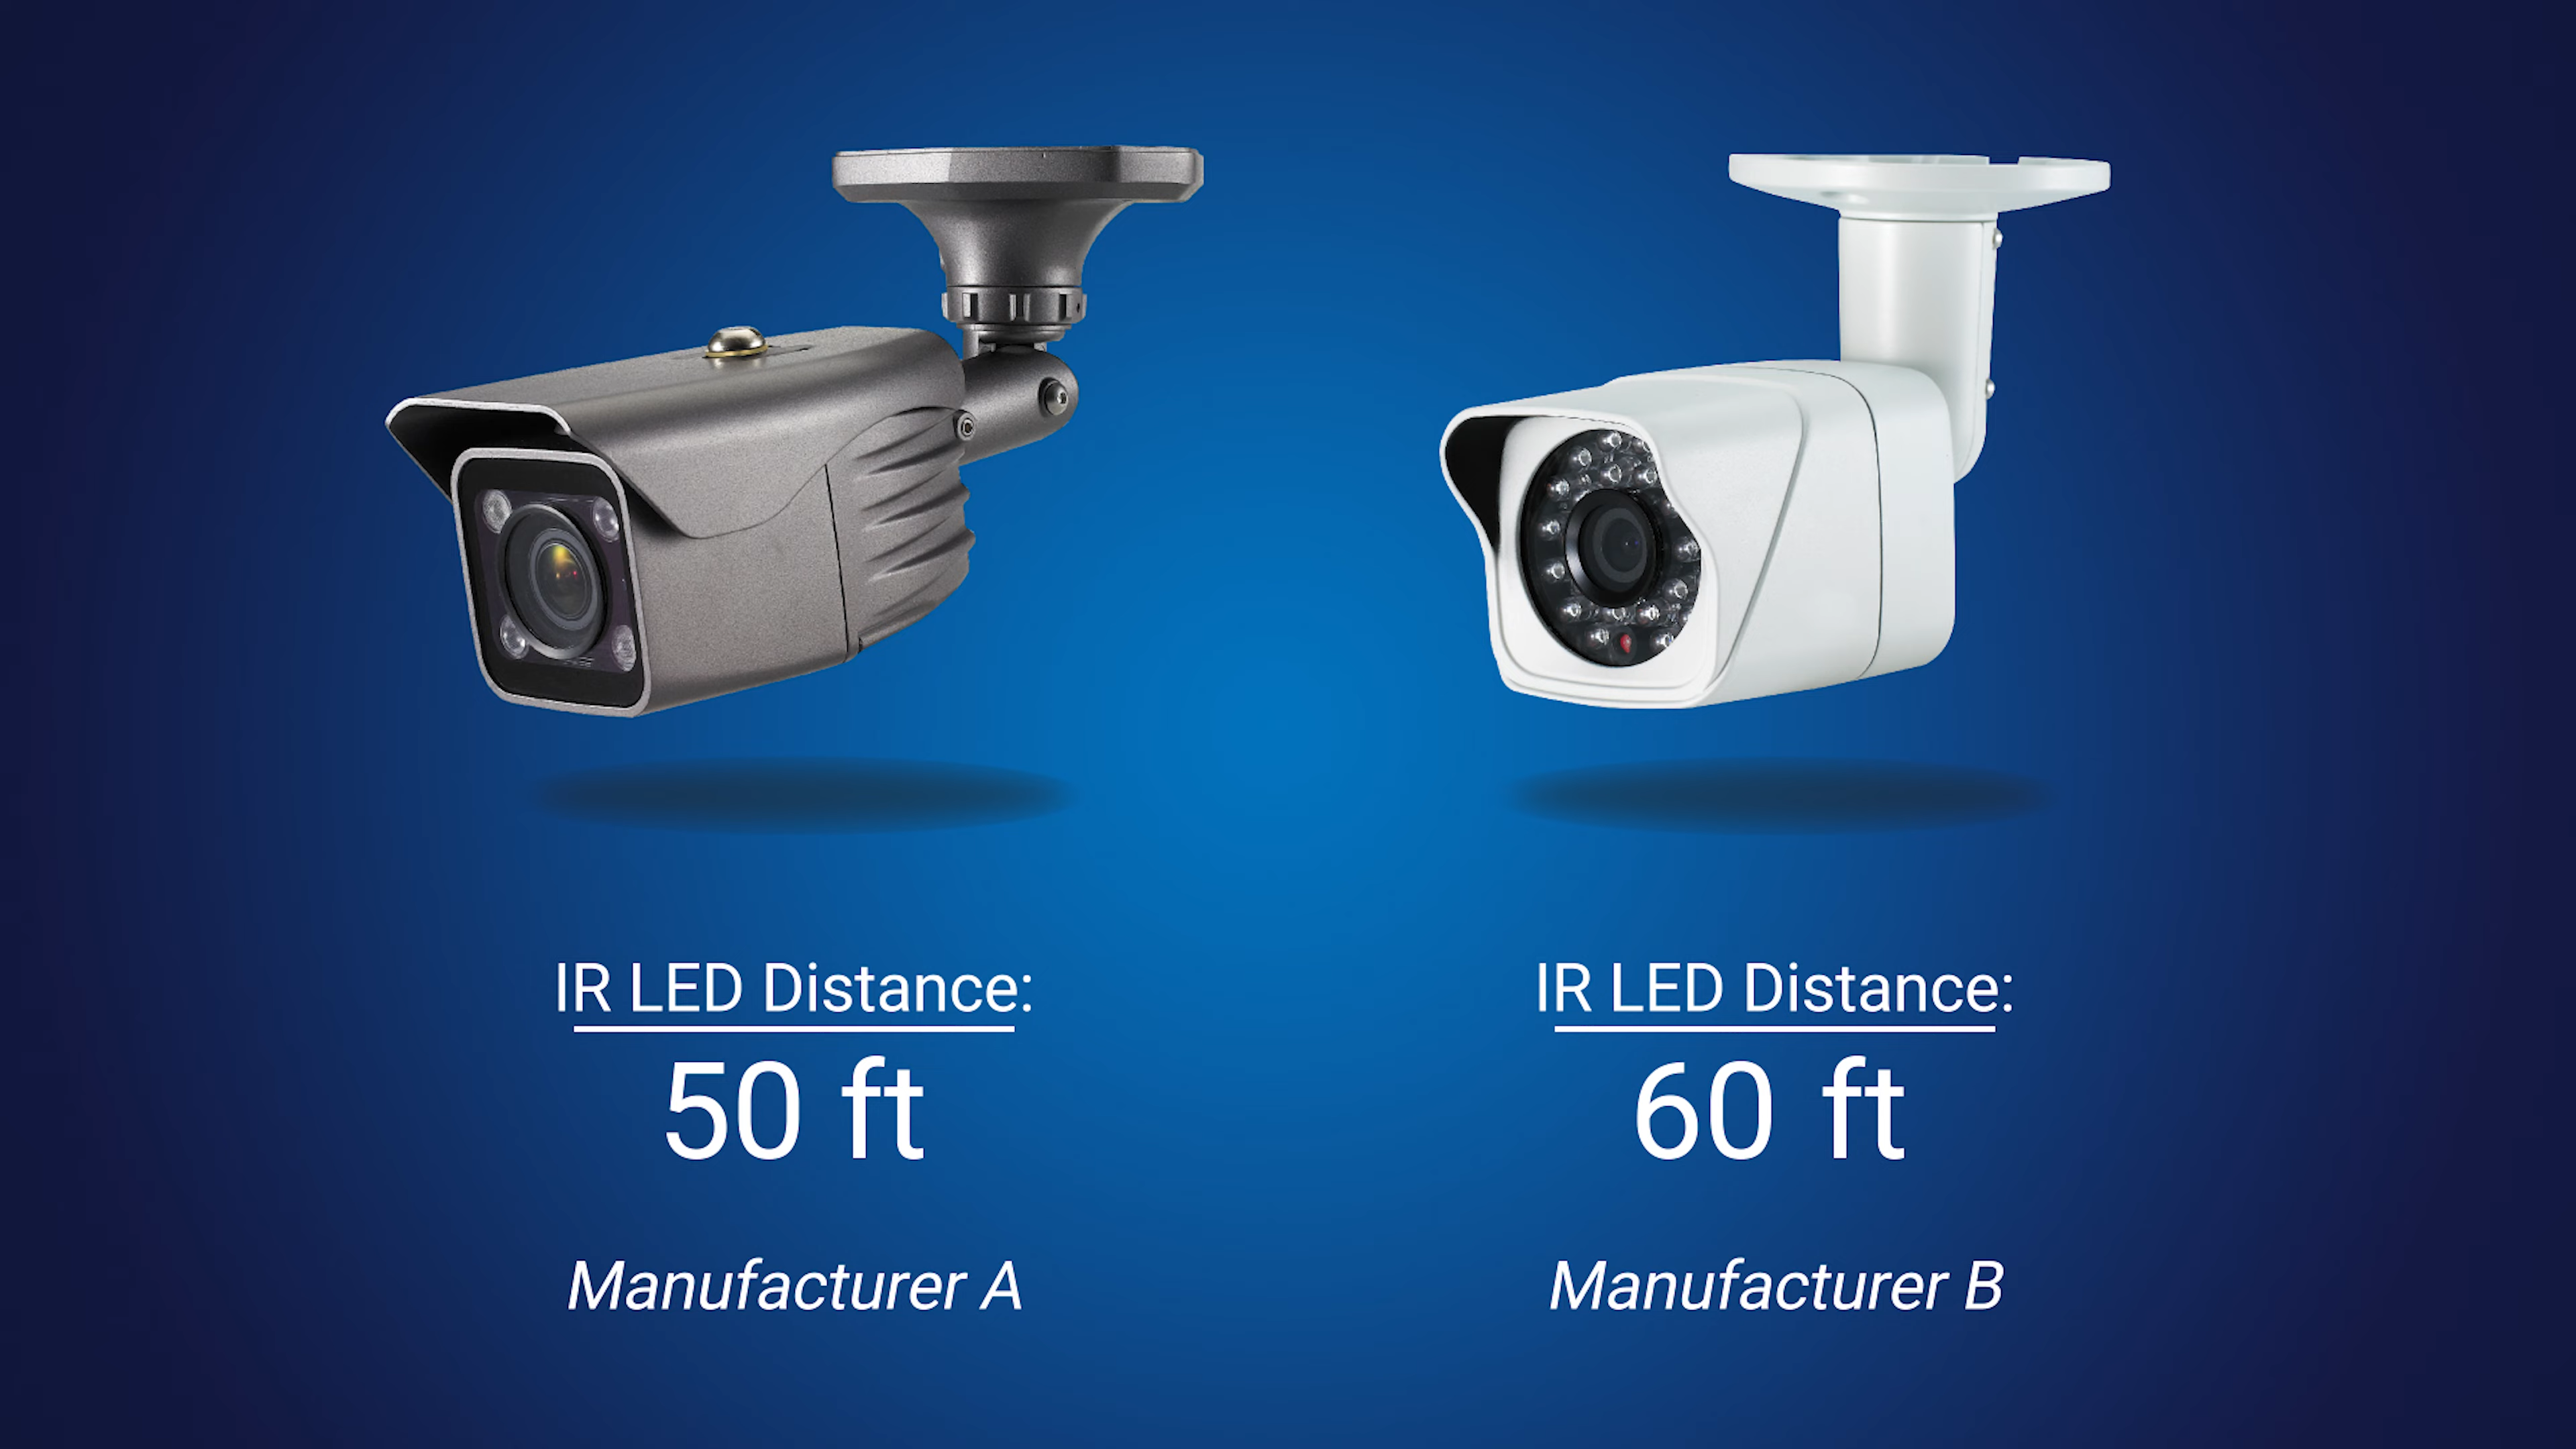 IR LED Distance:
50 ft
Manufacturer A
IR LED Distance:
60 ft
Manufacturer B